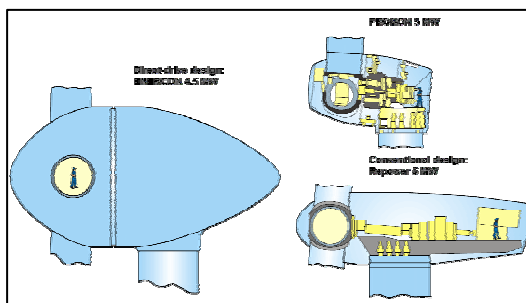 Direct-drive design:
ENERCON 4.5 MW
5 MW
Conventional design:
Repower 5 MW